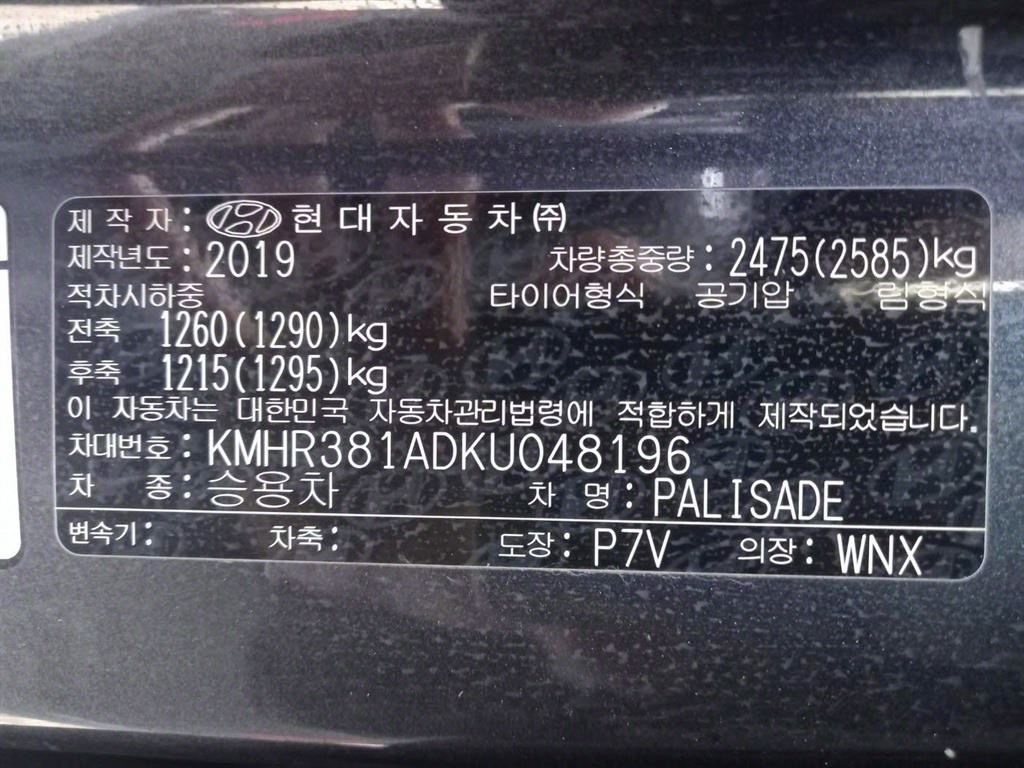 제 작 자 : 현 대 자 동 차 ㈜
제작년도 : 2019 차량총중량 : 2475(2585)kg
적차시하중 타이어형식 공기압 림형식
전축 1260(1290)kg
후축 1215(1295)kg
이 자동차는 대한민국 자동차관리법령에 적합하게 제작되었습니다.
차대번호 : KMHR381ADKU048196
차 종 : 승용차 차 명 : PALISADE
변속기 : 차축 : 도장 : P7V 의장 : WNX